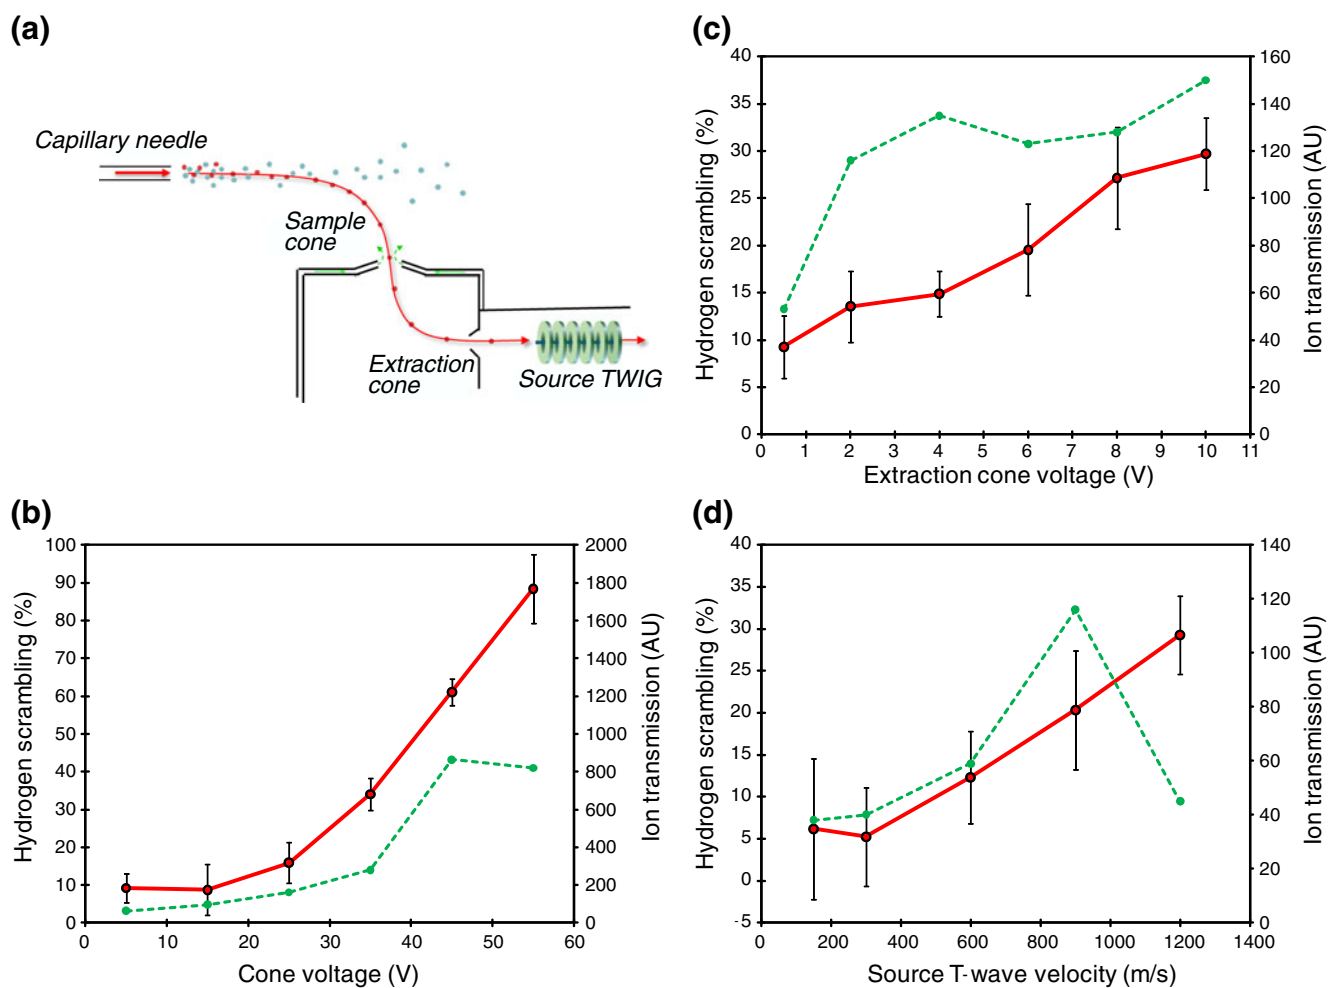 (a)
Capillary needle
Sample
cone
Extraction
cone
Source TWIG
(b)
100
90
80
70
60
50
40
30
20
10
0
Hydrogen scrambling (%)
2000
1800
1600
1400
1200
1000
800
600
400
200
0
Ion transmission (AU)
0 10 20 30 40 50 60
Cone voltage (V)
(c)
40
35
30
25
20
15
10
5
0
Hydrogen scrambling (%)
160
140
120
100
80
60
40
20
0
Ion transmission (AU)
0 1 2 3 4 5 6 7 8 9 10 11
Extraction cone voltage (V)
(d)
40
35
30
25
20
15
10
5
0
-5
Hydrogen scrambling (%)
140
120
100
80
60
40
20
0
Ion transmission (AU)
0 200 400 600 800 1000 1200 1400
Source T-wave velocity (m/s)